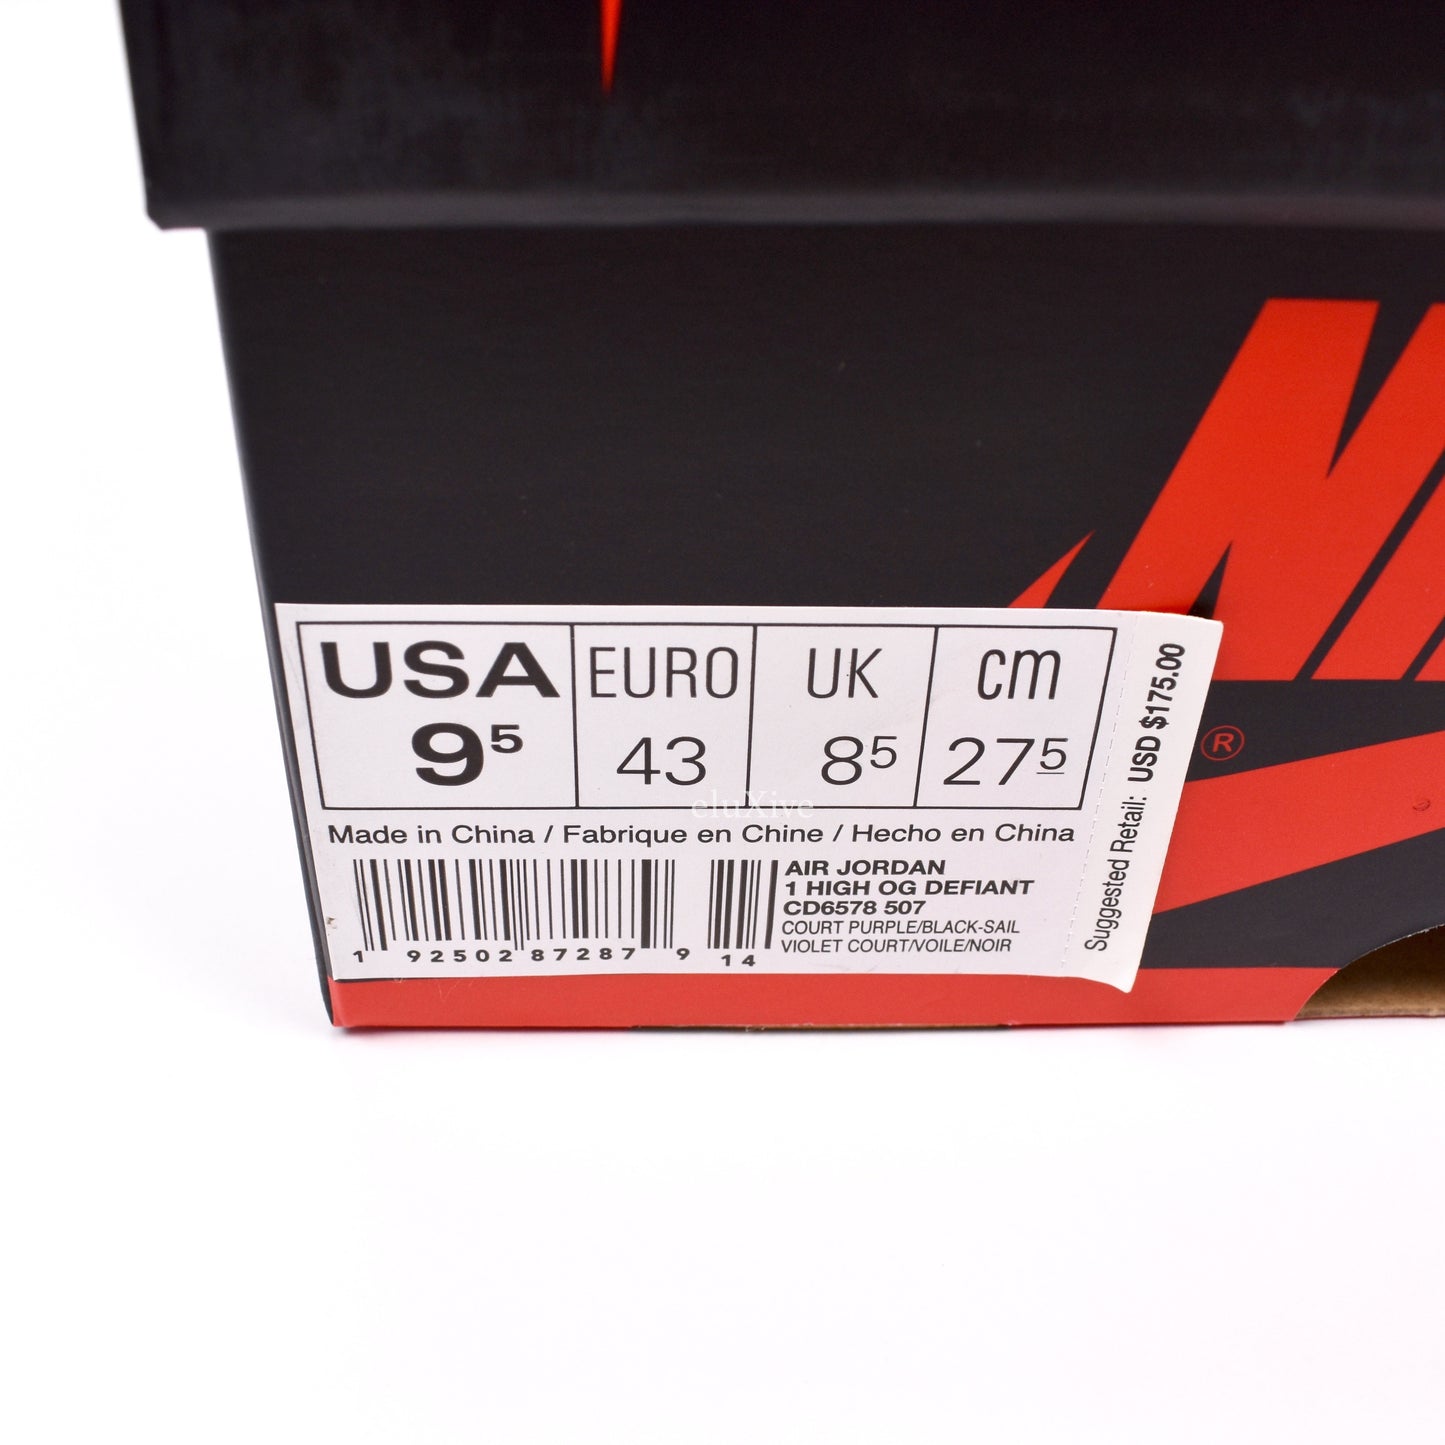 USA EURO UK cm
9⁵ 43 8⁵ 27⁵
Made in China / Fabrique en Chine / Hecho en China
AIR JORDAN
1 HIGH OG DEFIANT
CD6578 507
COURT PURPLE/BLACK-SAIL
VIOLET COURT/VOILE/NOIR
1 92502 87287 9 14
Suggested Retail: USD $175.00
®
eluXive